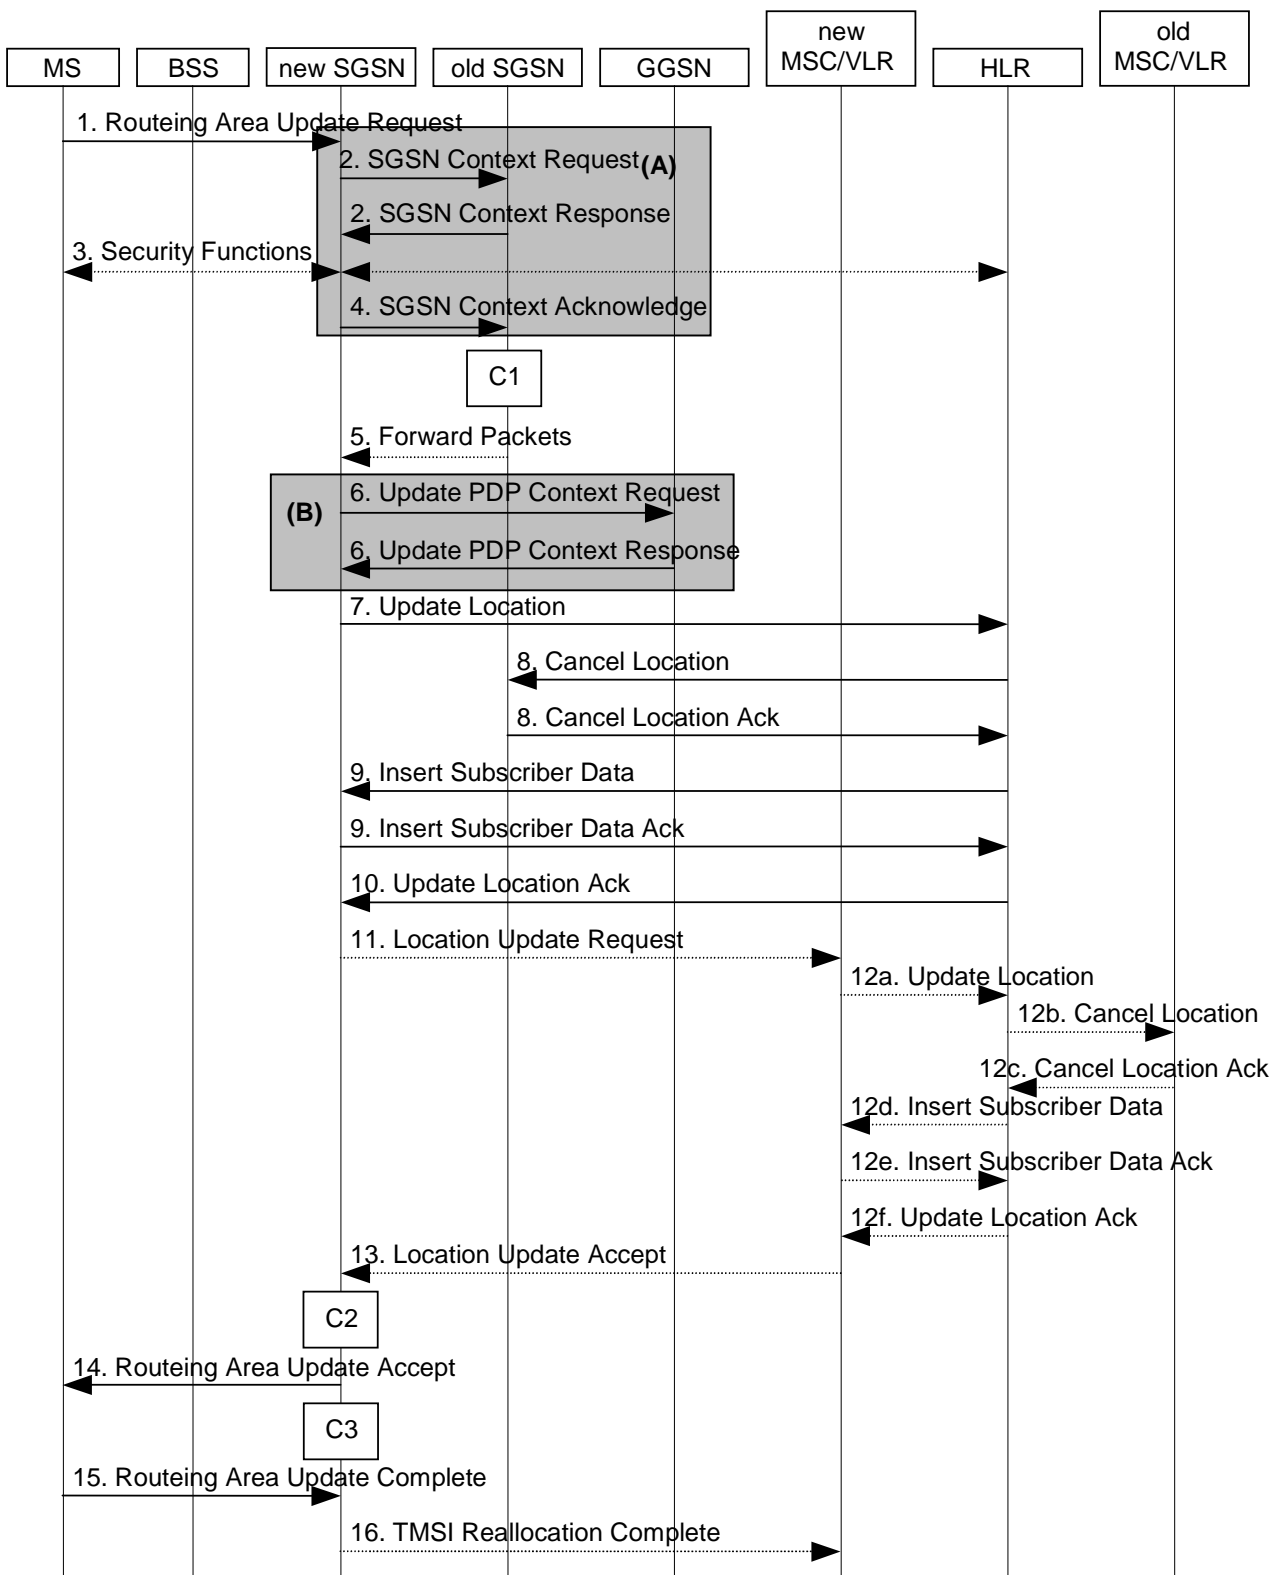 new
MSC/VLR
old
MSC/VLR
MS
BSS
new SGSN
old SGSN
GGSN
HLR
1. Routeing Area Update Request
2. SGSN Context Request
(A)
2. SGSN Context Response
3. Security Functions
4. SGSN Context Acknowledge
C1
5. Forward Packets
6. Update PDP Context Request
(B)
6. Update PDP Context Response
7. Update Location
8. Cancel Location
8. Cancel Location Ack
9. Insert Subscriber Data
9. Insert Subscriber Data Ack
10. Update Location Ack
11. Location Update Request
12a. Update Location
12b. Cancel Location
12c. Cancel Location Ack
12d. Insert Subscriber Data
12e. Insert Subscriber Data Ack
12f. Update Location Ack
13. Location Update Accept
C2
14. Routeing Area Update Accept
C3
15. Routeing Area Update Complete
16. TMSI Reallocation Complete